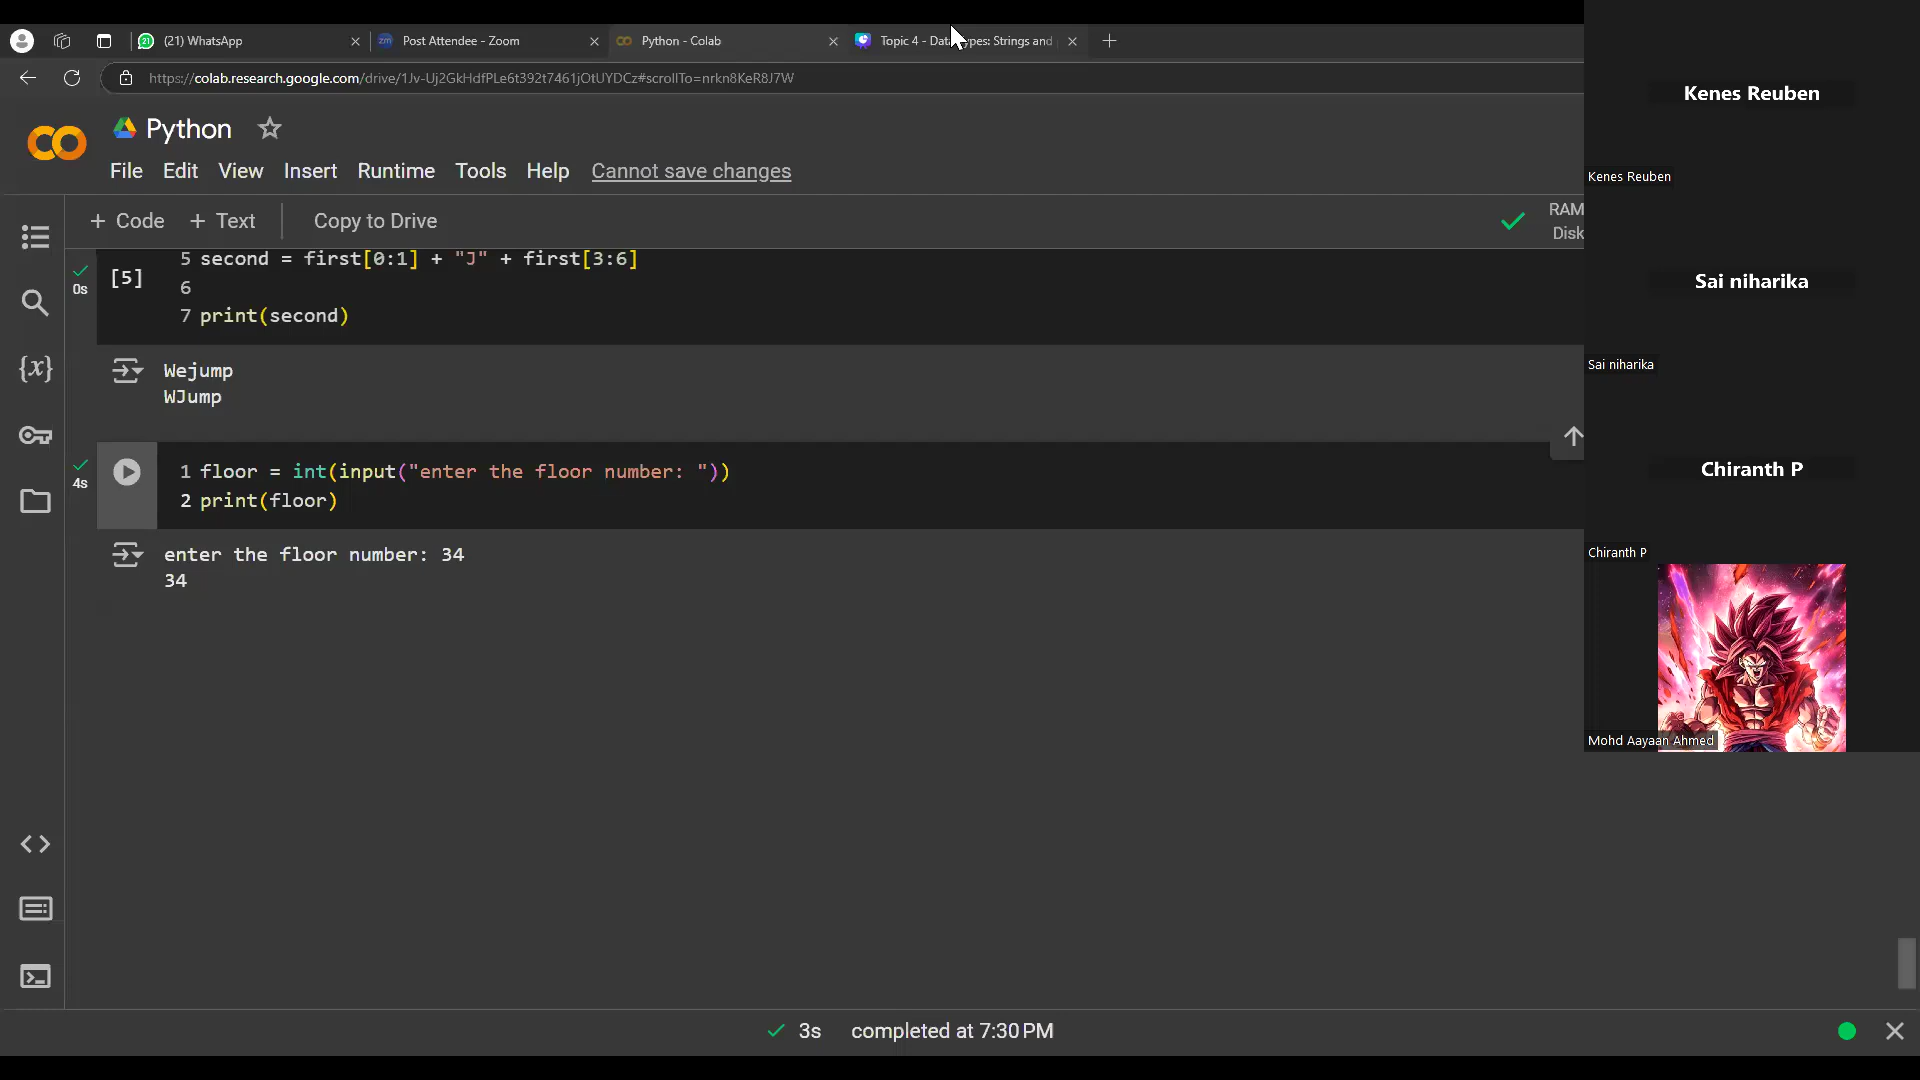 (21) WhatsApp
Post Attendee - Zoom
Python - Colab
Topic 4 - Data Types: Strings and
https://colab.research.google.com/drive/1Jv-Uj2GkHdfPLe6t392t7461jOtUYDCz#scrollTo=nrkn8KeR8J7W
Python
File Edit View Insert Runtime Tools Help Cannot save changes
+ Code + Text Copy to Drive
RAM
Disk
0s
[5]
5 second = first[0:1] + "J" + first[3:6]
6
7 print(second)
Wejump
WJump
4s
1 floor = int(input("enter the floor number: "))
2 print(floor)
enter the floor number: 34
34
3s completed at 7:30 PM
Kenes Reuben
Kenes Reuben
Sai niharika
Sai niharika
Chiranth P
Chiranth P
Mohd Aayaan Ahmed